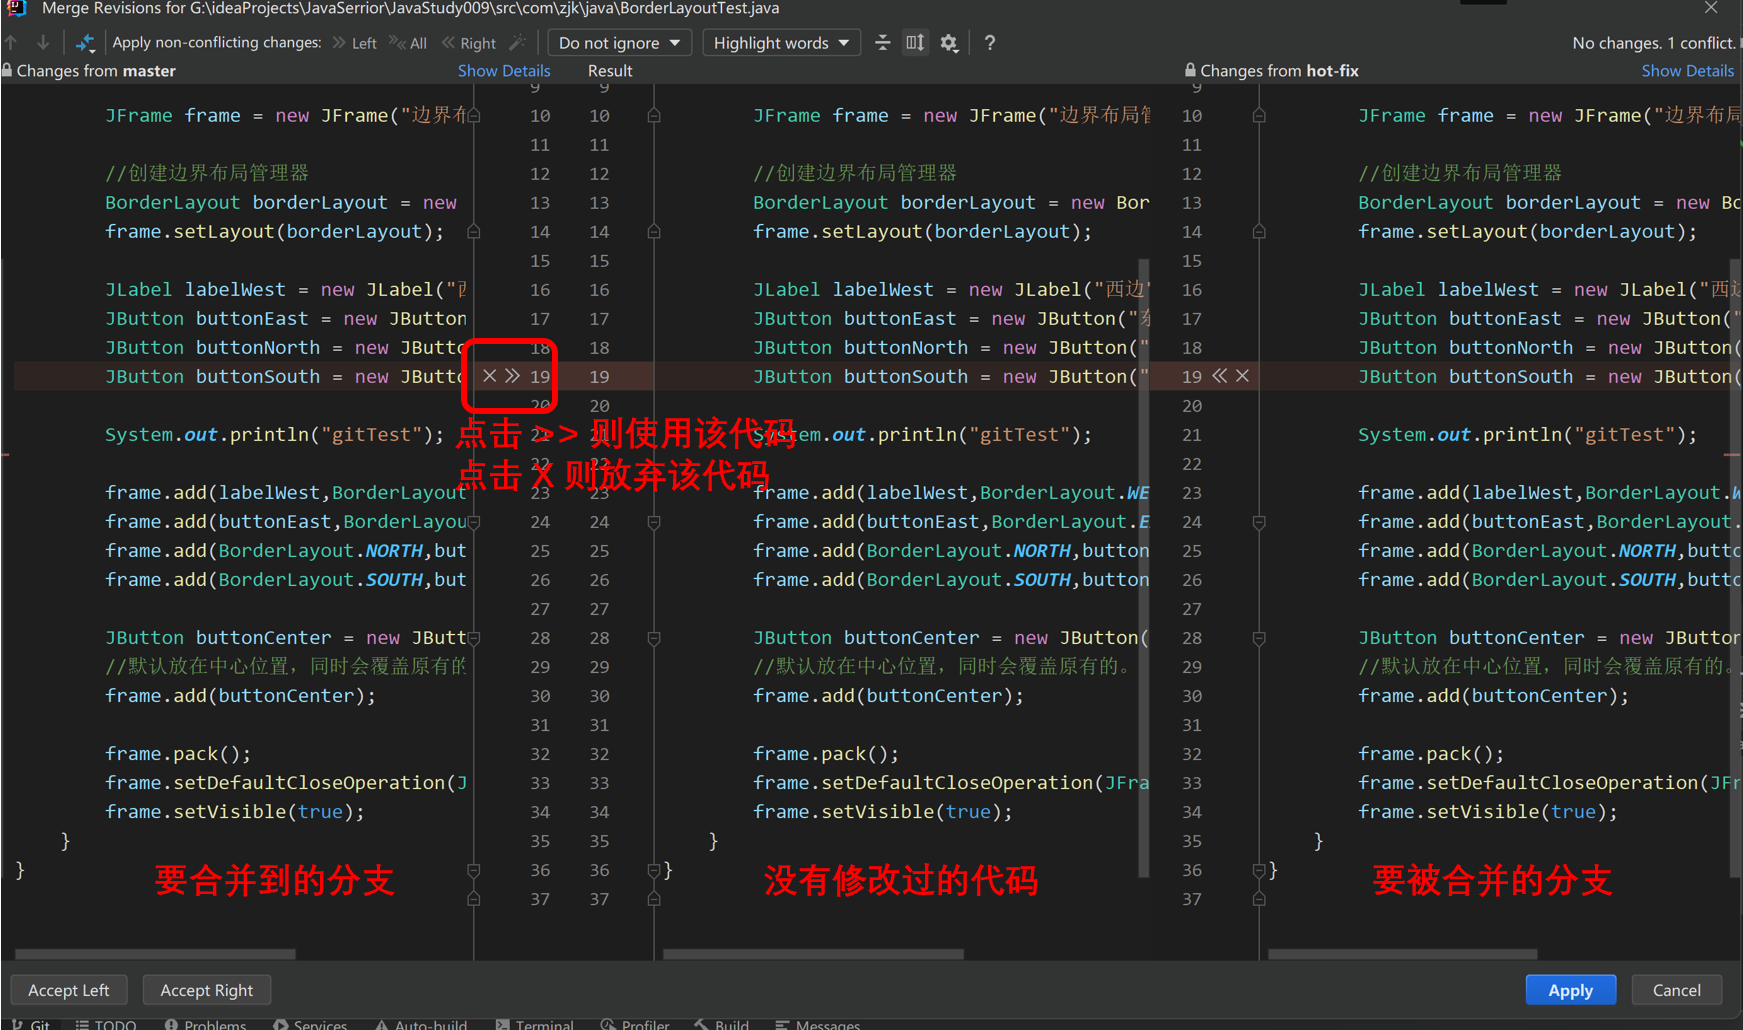 Merge Revisions for G:\ideaProjects\JavaSerrior\JavaStudy009\src\com\zjk\java\BorderLayoutTest.java
Apply non-conflicting changes: Left All Right Do not ignore Highlight words ? No changes. 1 conflict.
Changes from master Show Details Result Changes from hot-fix Show Details
9 9 9
JFrame frame = new JFrame("边界布 10 10 JFrame frame = new JFrame("边界布局管 10 JFrame frame = new JFrame("边界布局
11 11 11
//创建边界布局管理器 12 12 //创建边界布局管理器 12 //创建边界布局管理器
BorderLayout borderLayout = new 13 13 BorderLayout borderLayout = new Bor 13 BorderLayout borderLayout = new Bo
frame.setLayout(borderLayout); 14 14 frame.setLayout(borderLayout); 14 frame.setLayout(borderLayout);
15 15 15
JLabel labelWest = new JLabel("西 16 16 JLabel labelWest = new JLabel("西边" 16 JLabel labelWest = new JLabel("西边
JButton buttonEast = new JButton 17 17 JButton buttonEast = new JButton("东 17 JButton buttonEast = new JButton("
JButton buttonNorth = new JButto 18 18 JButton buttonNorth = new JButton(" 18 JButton buttonNorth = new JButton(
JButton buttonSouth = new JButto × >> 19 19 JButton buttonSouth = new JButton(" 19 << × JButton buttonSouth = new JButton(
20 20 20
System.out.println("gitTest"); 21 21 System.out.println("gitTest"); 21 System.out.println("gitTest");
点击 >> 则使用该代码
22 22 22
点击 X 则放弃该代码
frame.add(labelWest,BorderLayout 23 23 frame.add(labelWest,BorderLayout.WE 23 frame.add(labelWest,BorderLayout.W
frame.add(buttonEast,BorderLayou 24 24 frame.add(buttonEast,BorderLayout.E 24 frame.add(buttonEast,BorderLayout.
frame.add(BorderLayout.NORTH,but 25 25 frame.add(BorderLayout.NORTH,button 25 frame.add(BorderLayout.NORTH,butto
frame.add(BorderLayout.SOUTH,but 26 26 frame.add(BorderLayout.SOUTH,button 26 frame.add(BorderLayout.SOUTH,butto
27 27 27
JButton buttonCenter = new JButt 28 28 JButton buttonCenter = new JButton( 28 JButton buttonCenter = new JButton
//默认放在中心位置，同时会覆盖原有的 29 29 //默认放在中心位置，同时会覆盖原有的。 29 //默认放在中心位置，同时会覆盖原有的。
frame.add(buttonCenter); 30 30 frame.add(buttonCenter); 30 frame.add(buttonCenter);
31 31 31
frame.pack(); 32 32 frame.pack(); 32 frame.pack();
frame.setDefaultCloseOperation(J 33 33 frame.setDefaultCloseOperation(JFra 33 frame.setDefaultCloseOperation(JFr
frame.setVisible(true); 34 34 frame.setVisible(true); 34 frame.setVisible(true);
} 35 35 } 35 }
} 36 36 } 36 }
要合并到的分支 没有修改过的代码 要被合并的分支
37 37 37
Accept Left Accept Right Apply Cancel
Git TODO Problems Services Auto-build Terminal Profiler Build Messages